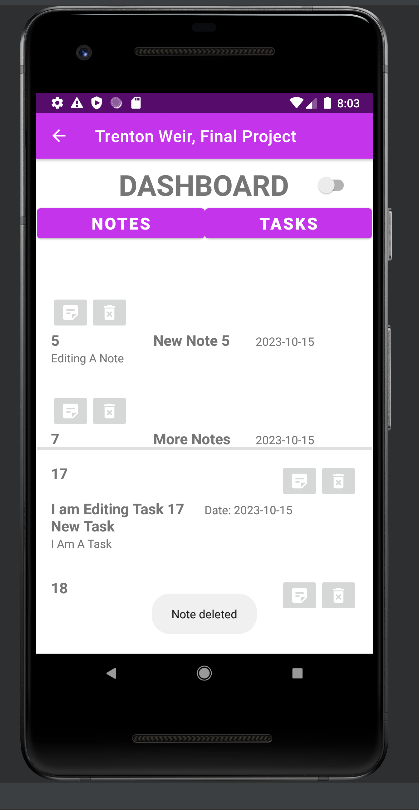 8:03
Trenton Weir, Final Project
DASHBOARD
NOTES TASKS
5 New Note 5 2023-10-15
Editing A Note
7 More Notes 2023-10-15
17
I am Editing Task 17 Date: 2023-10-15
New Task
I Am A Task
18
Note deleted